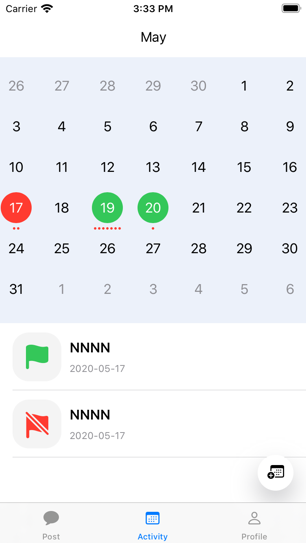 Carrier 3:33 PM
May
26 27 28 29 30 1 2
3 4 5 6 7 8 9
10 11 12 13 14 15 16
17 18 19 20 21 22 23
24 25 26 27 28 29 30
31 1 2 3 4 5 6
NNNN
2020-05-17
NNNN
2020-05-17
Post Activity Profile